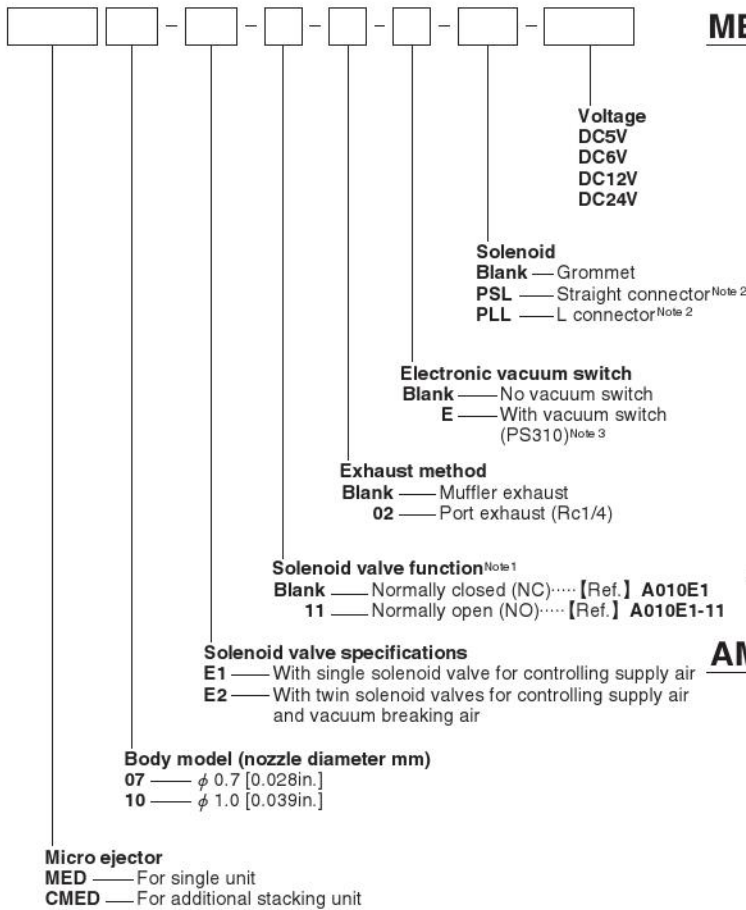 ME
Voltage
DC5V
DC6V
DC12V
DC24V
Solenoid
Blank — Grommet
PSL — Straight connector Note 2
PLL — L connector Note 2
Electronic vacuum switch
Blank — No vacuum switch
E — With vacuum switch
(PS310) Note 3
Exhaust method
Blank — Muffler exhaust
02 — Port exhaust (Rc1/4)
Solenoid valve function Note1
Blank — Normally closed (NC)·····【Ref.】 A010E1
11 — Normally open (NO)·····【Ref.】 A010E1-11
Solenoid valve specifications
AM
E1 — With single solenoid valve for controlling supply air
E2 — With twin solenoid valves for controlling supply air
and vacuum breaking air
Body model (nozzle diameter mm)
07 — ϕ 0.7 [0.028in.]
10 — ϕ 1.0 [0.039in.]
Micro ejector
MED — For single unit
CMED — For additional stacking unit